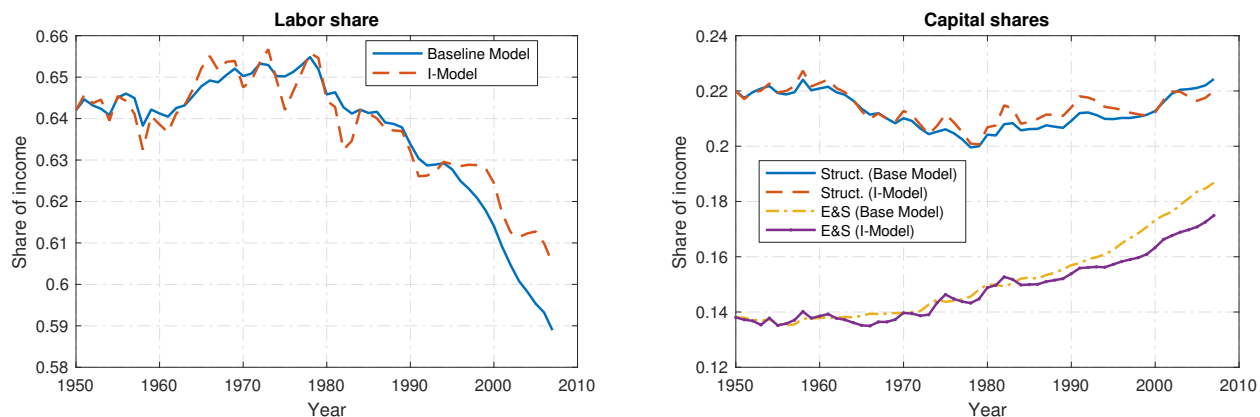 Labor share
0.66
0.65
0.64
0.63
0.62
0.61
0.6
0.59
0.58
Share of income
1950 1960 1970 1980 1990 2000 2010
Year
Baseline Model
I-Model
Capital shares
0.24
0.22
0.2
0.18
0.16
0.14
0.12
Share of income
1950 1960 1970 1980 1990 2000 2010
Year
Struct. (Base Model)
Struct. (I-Model)
E&S (Base Model)
E&S (I-Model)